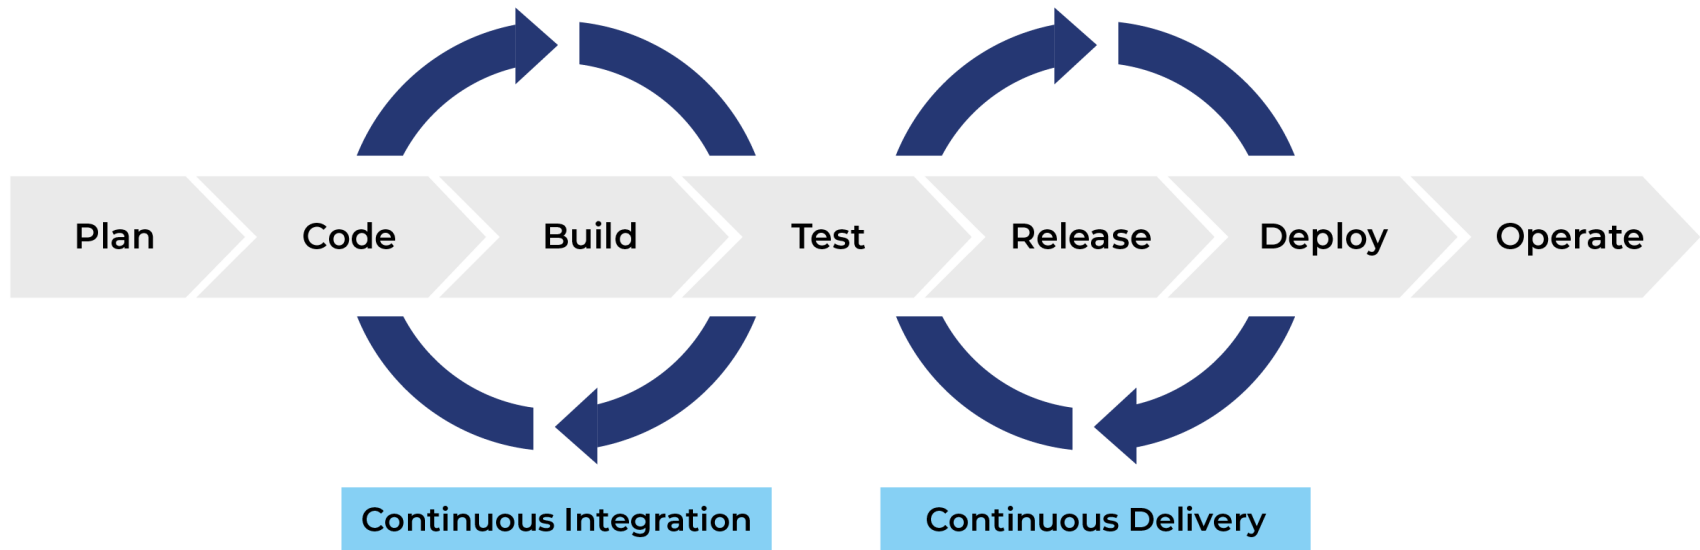 Plan
Code
Build
Test
Release
Deploy
Operate
Continuous Integration
Continuous Delivery